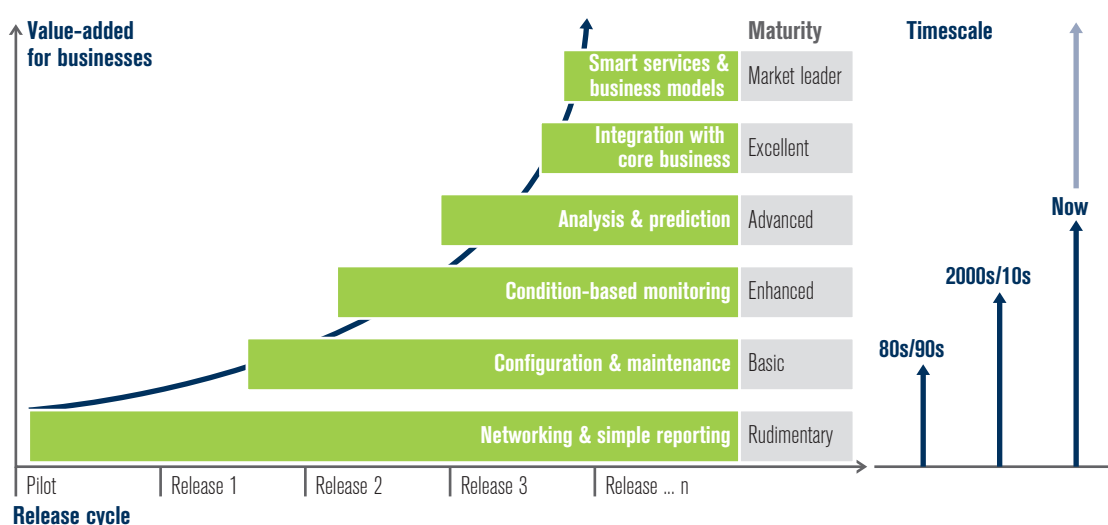 Value-added
for businesses
Maturity
Timescale
Smart services &
business models
Market leader
Integration with
core business
Excellent
Analysis & prediction
Advanced
Now
Condition-based monitoring
Enhanced
2000s/10s
Configuration & maintenance
Basic
80s/90s
Networking & simple reporting
Rudimentary
Pilot
Release 1
Release 2
Release 3
Release ... n
Release cycle